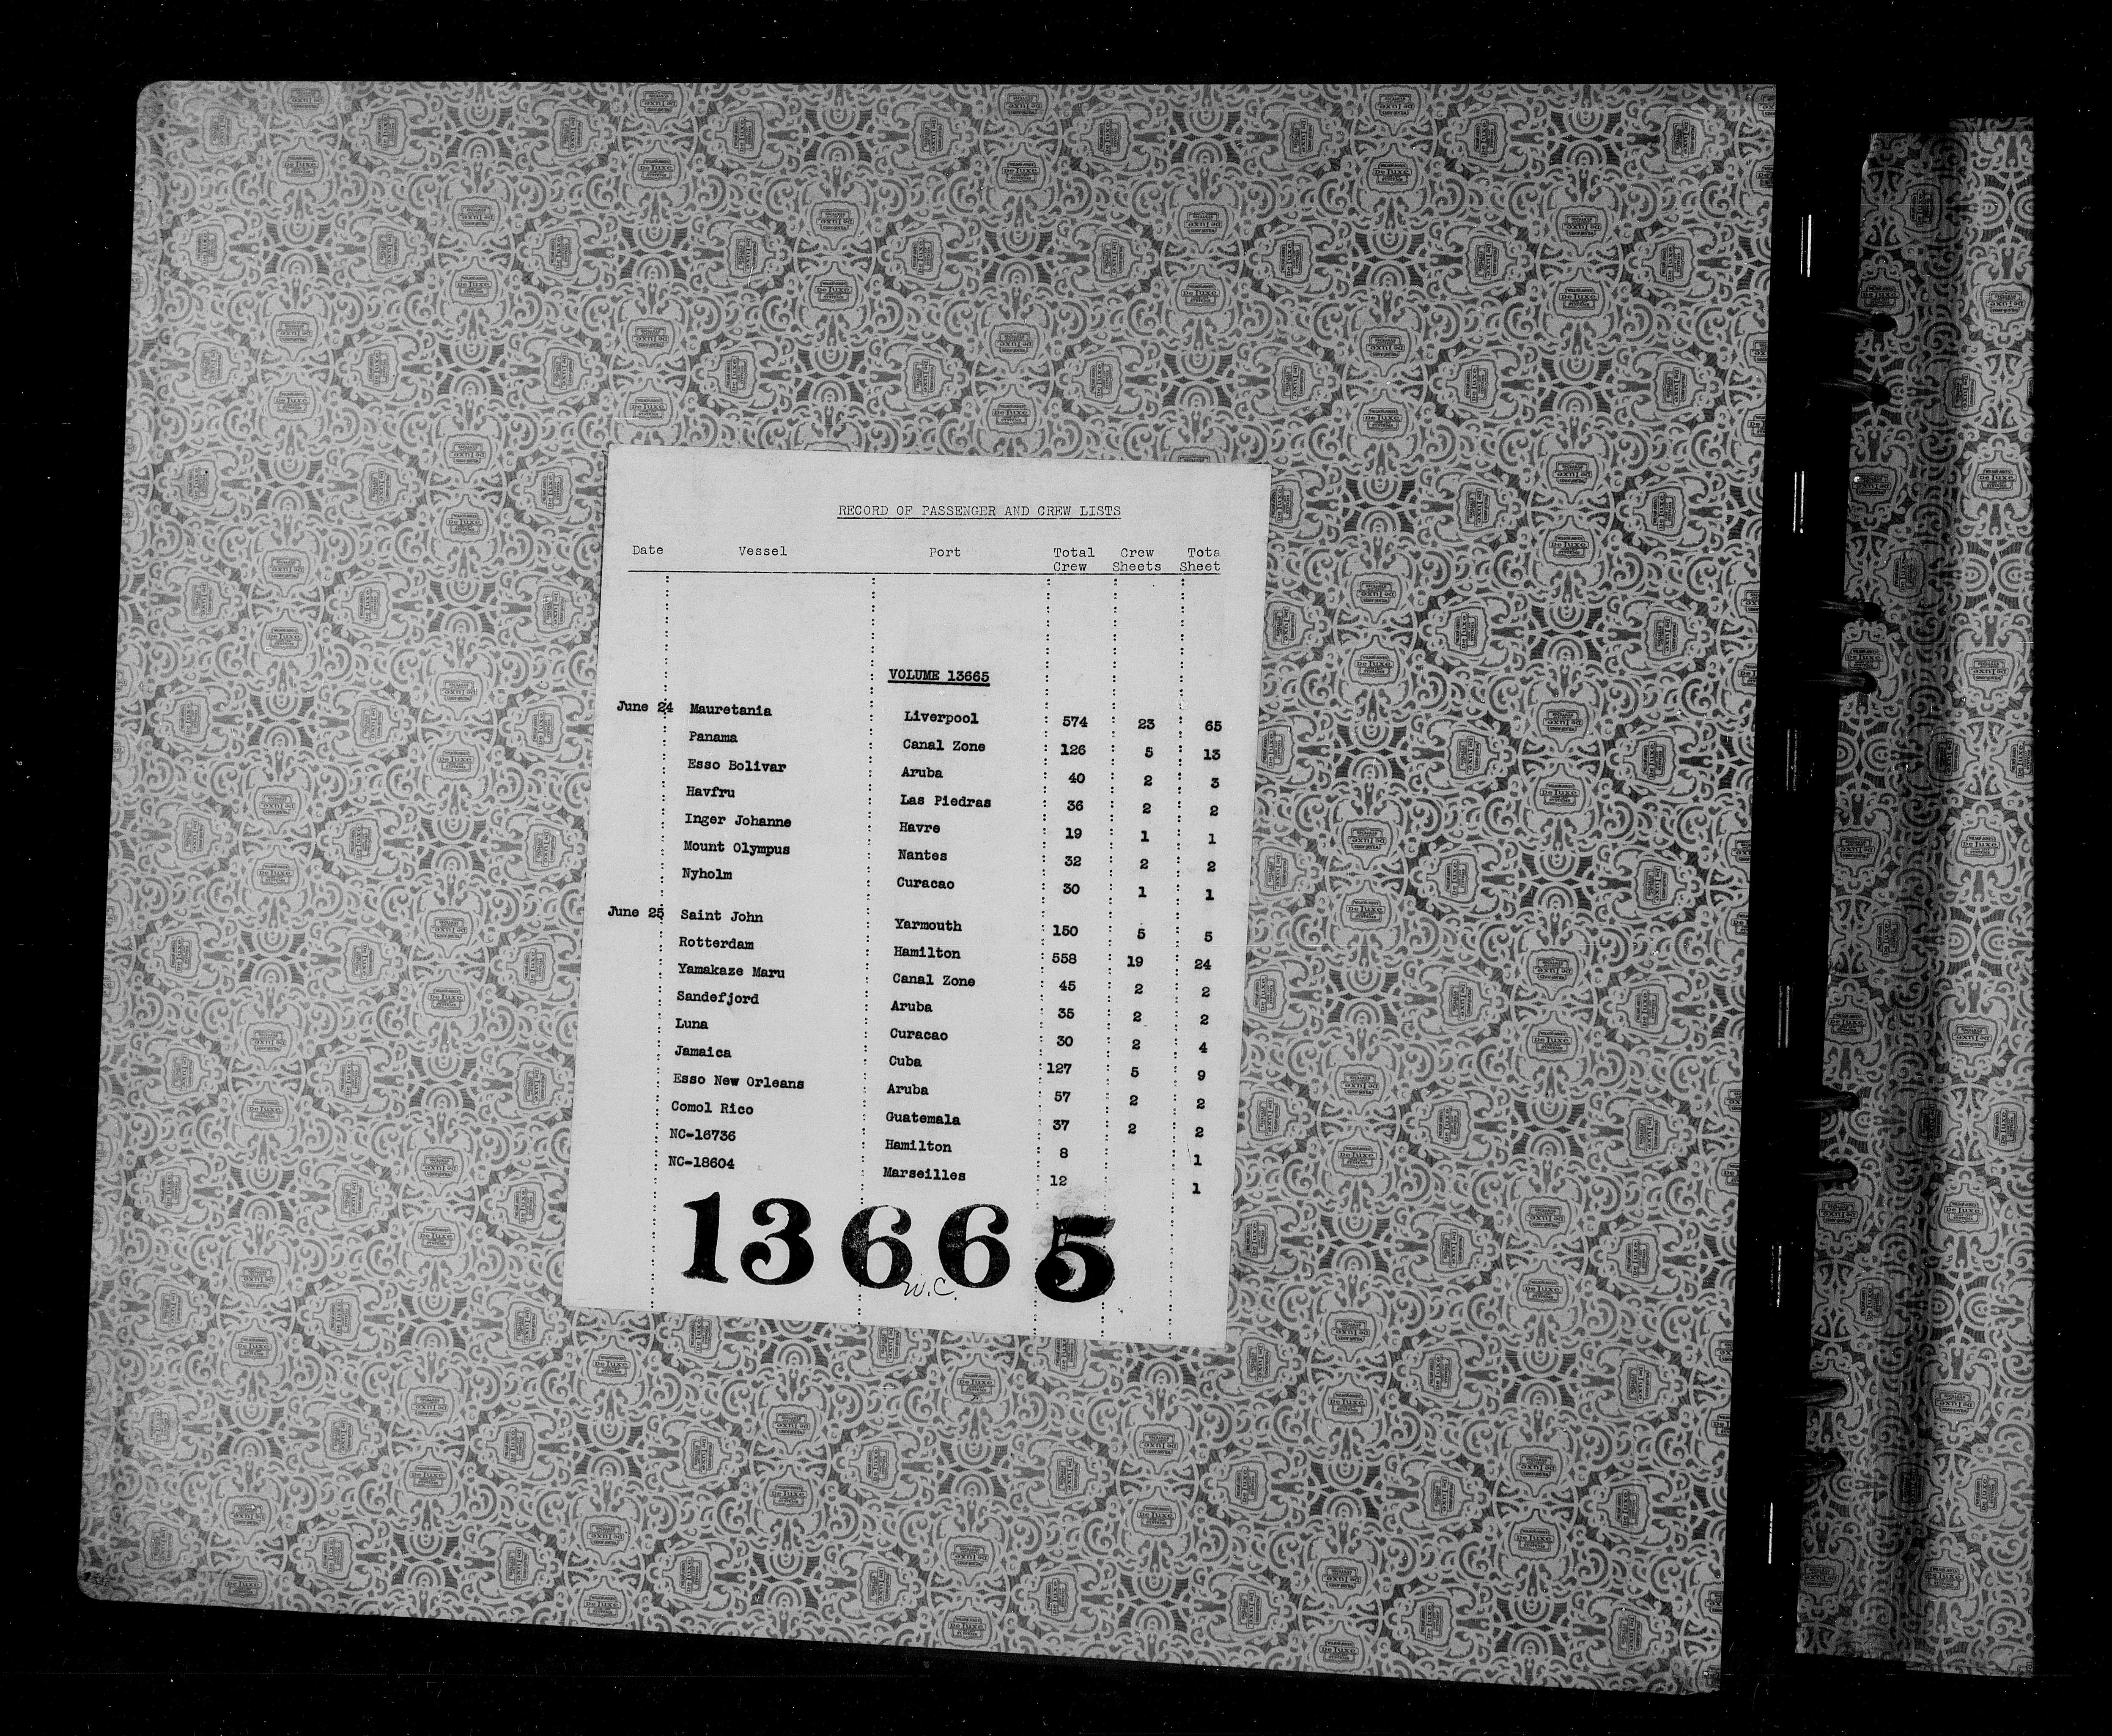 RECORD OF PASSENGER AND CREW LISTS
Date Vessel Port Total Crew Tota
Crew Sheets Sheet
VOLUME 13665
June 24 Mauretania Liverpool 574 23 65
Panama Canal Zone 126 5 13
Esso Bolivar Aruba 40 2 3
Havfru Las Piedras 36 2 2
Inger Johanne Havre 19 1 1
Mount Olympus Nantes 32 2 2
Nyholm Curacao 30 1 1
June 25 Saint John Yarmouth 150 5 5
Rotterdam Hamilton 558 19 24
Yamakaze Maru Canal Zone 45 2 2
Sandefjord Aruba 35 2 2
Luna Curacao 30 2 4
Jamaica Cuba 127 5 9
Esso New Orleans Aruba 57 2 2
Comol Rico Guatemala 37 2 2
NC-16736 Hamilton 8 1
NC-18604 Marseilles 12 1
13665
W.C.
De Luxe